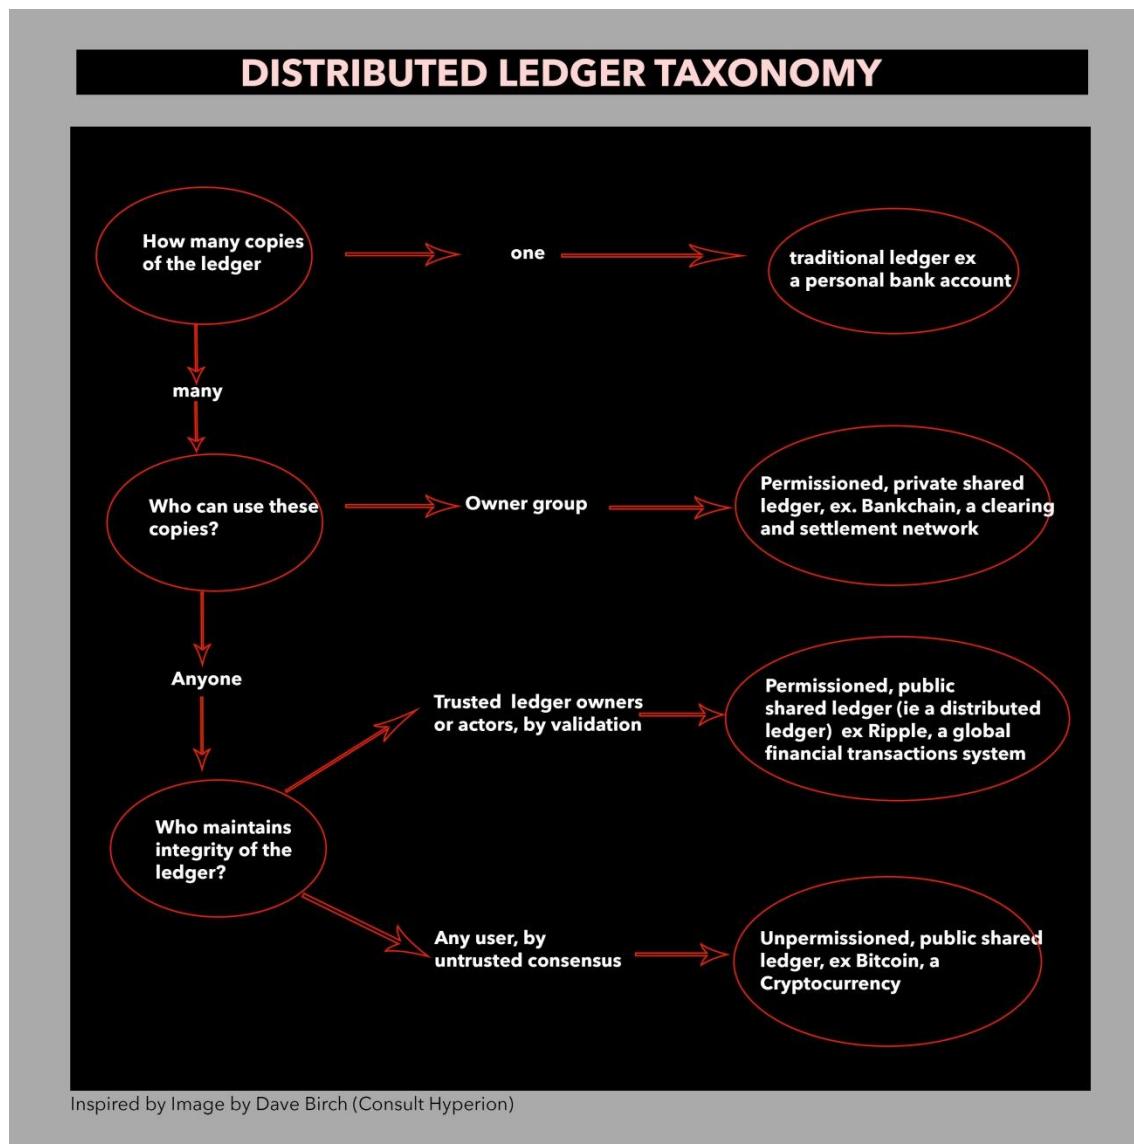 DISTRIBUTED LEDGER TAXONOMY
How many copies
of the ledger
one
traditional ledger ex
a personal bank account
many
Who can use these
copies?
Owner group
Permissioned, private shared
ledger, ex. Bankchain, a clearing
and settlement network
Anyone
Trusted  ledger owners
or actors, by validation
Permissioned, public
shared ledger (ie a distributed
ledger)  ex Ripple, a global
financial transactions system
Who maintains
integrity of the
ledger?
Any user, by
untrusted consensus
Unpermissioned, public shared
ledger, ex Bitcoin, a
Cryptocurrency
Inspired by Image by Dave Birch (Consult Hyperion)